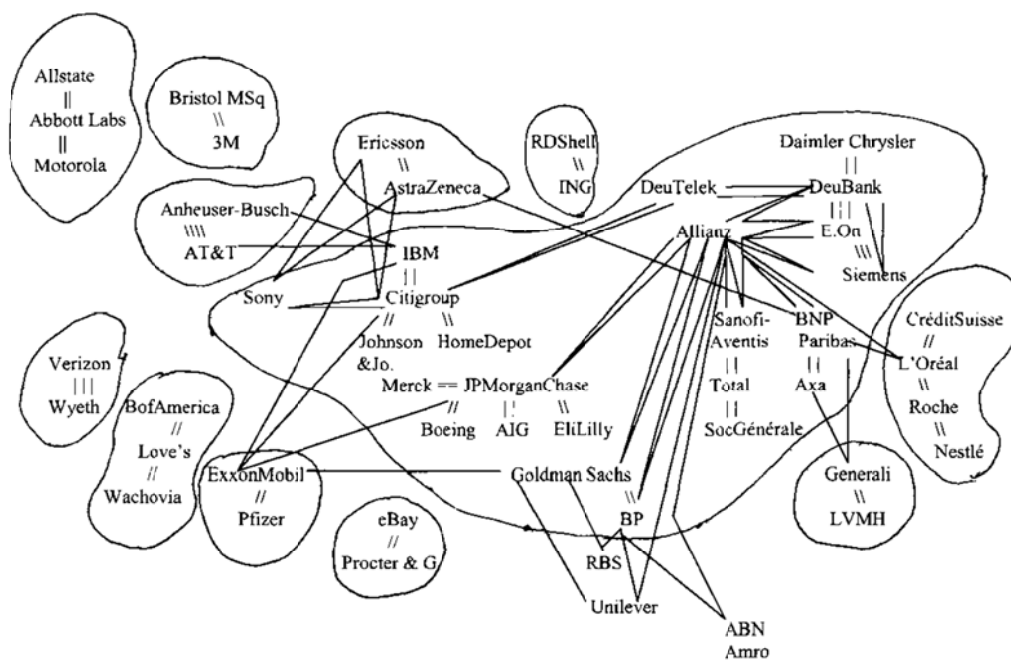 Allstate
Abbott Labs
Motorola
Bristol MSq
3M
Ericsson
AstraZeneca
RDShell
ING
Daimler Chrysler
DeuTelek
DeuBank
Anheuser-Busch
AT&T
Allianz
E.On
IBM
Siemens
Sony
Citigroup
Sanofi-
Aventis
BNP
Paribas
CréditSuisse
Johnson
&Jo.
HomeDepot
L'Oréal
Verizon
Wyeth
Merck == JPMorganChase
Total
Axa
Roche
BofAmerica
Love's
Wachovia
Boeing
AIG
EliLilly
SocGénérale
Nestlé
ExxonMobil
Pfizer
Goldman Sachs
BP
Generali
LVMH
eBay
Procter & G
RBS
Unilever
ABN
Amro